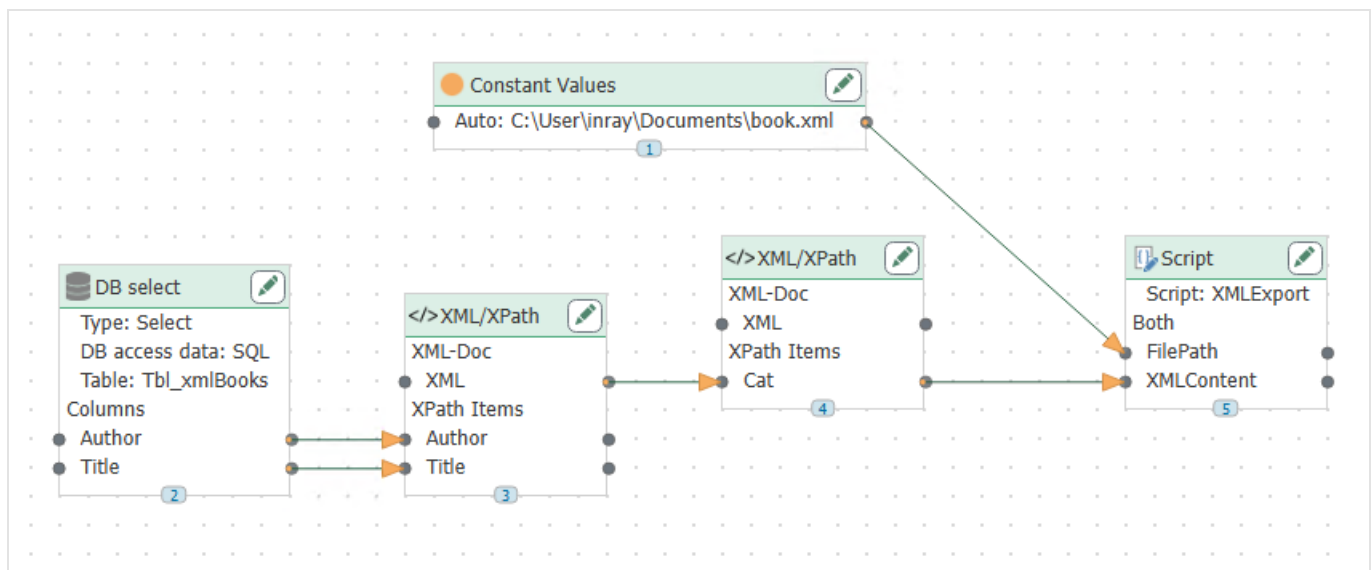 Constant Values
Auto: C:\User\inray\Documents\book.xml
1
DB select
Type: Select
DB access data: SQL
Table: Tbl_xmlBooks
Columns
Author
Title
2
</>XML/XPath
XML-Doc
XML
XPath Items
Author
Title
3
</>XML/XPath
XML-Doc
XML
XPath Items
Cat
4
{} Script
Script: XMLExport
Both
FilePath
XMLContent
5